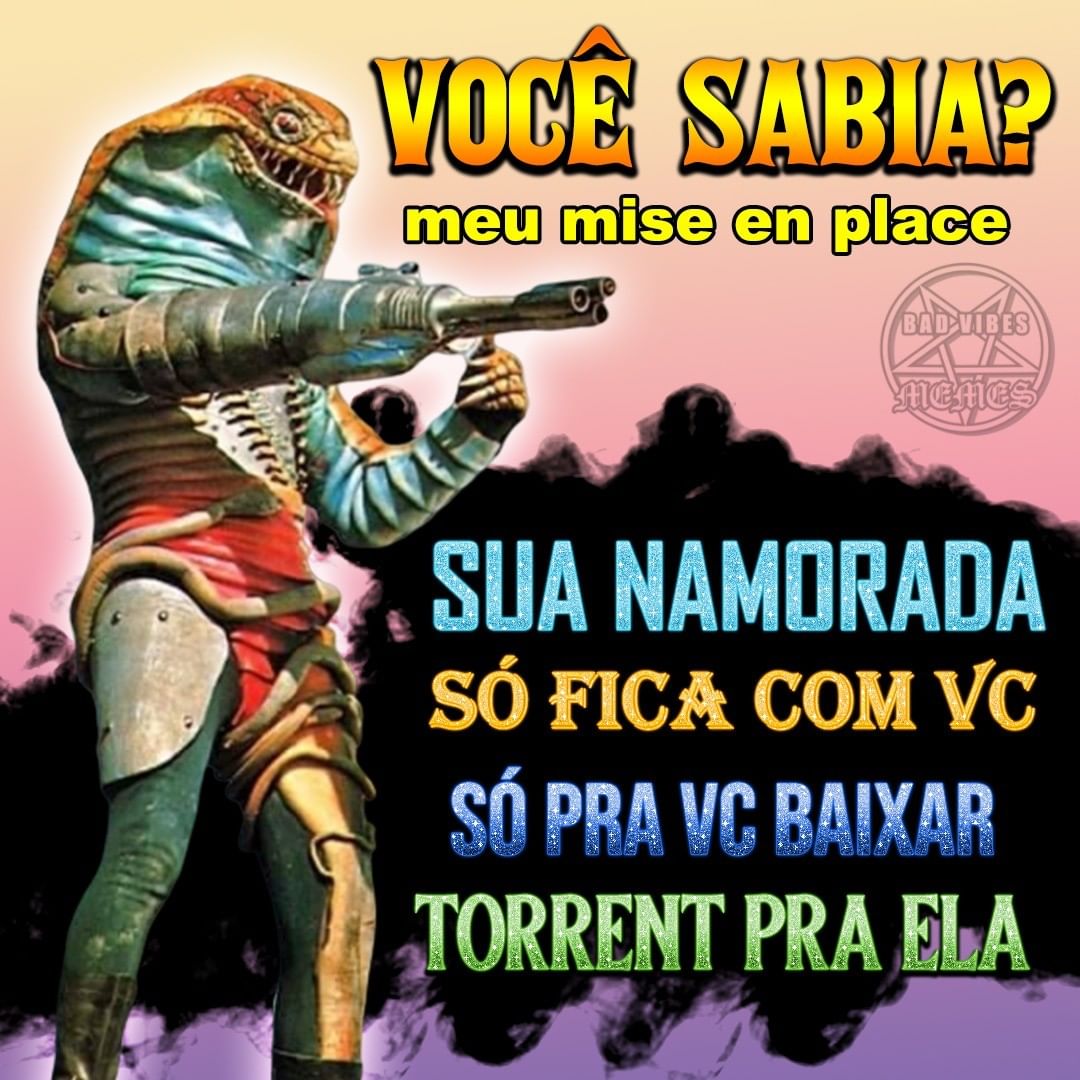 VOCÊ SABIA?
meu mise en place
BAD VIBES
MEMES
SUA NAMORADA
SÓ FICA COM VC
SÓ PRA VC BAIXAR
TORRENT PRA ELA